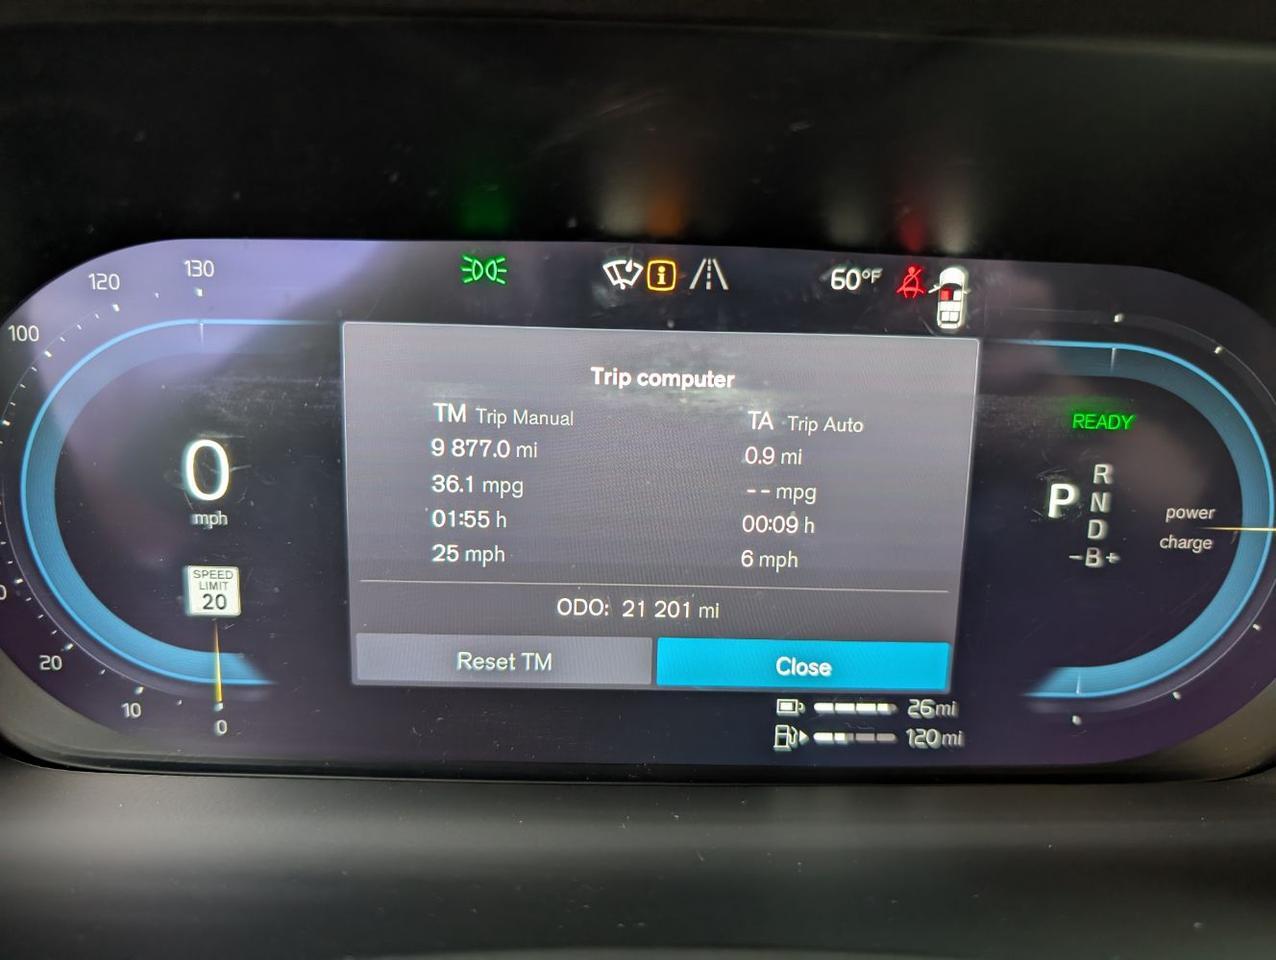 120
130
100
60°F
Trip computer
TM Trip Manual
9 877.0 mi
36.1 mpg
01:55 h
25 mph
TA Trip Auto
0.9 mi
-- mpg
00:09 h
6 mph
ODO: 21 201 mi
Reset TM
Close
0
mph
SPEED
LIMIT
20
20
10
0
READY
P
R
N
D
-B+
power
charge
26mi
120mi